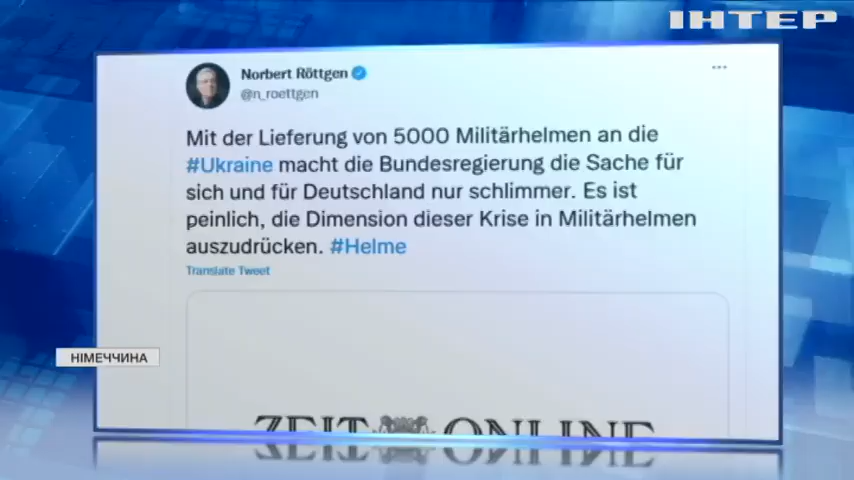 ІНТЕР
Norbert Röttgen
@n_roettgen
Mit der Lieferung von 5000 Militärhelmen an die
#Ukraine macht die Bundesregierung die Sache für
sich und für Deutschland nur schlimmer. Es ist
peinlich, die Dimension dieser Krise in Militärhelmen
auszudrücken. #Helme
Translate Tweet
НІМЕЧЧИНА
ZEIT ONLINE